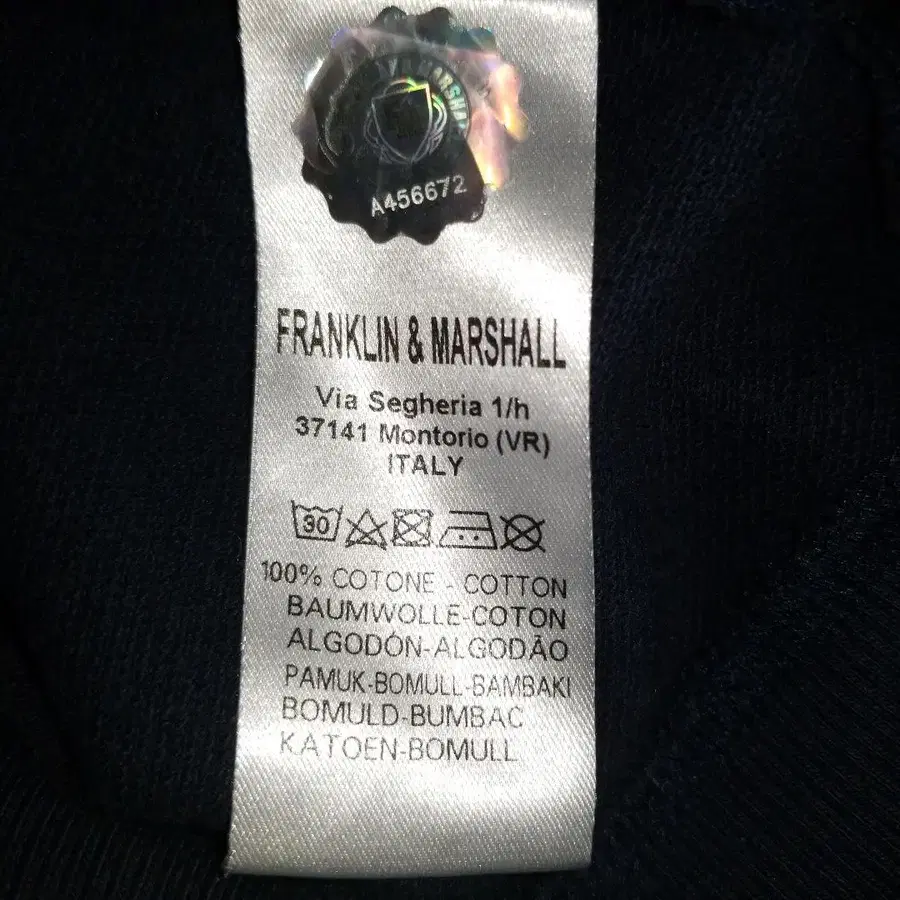 MARSHA
A456672
FRANKLIN & MARSHALL
Via Segheria 1/h
37141 Montorio (VR)
ITALY
30
100% COTONE - COTTON
BAUMWOLLE-COTON
ALGODÓN-ALGODÃO
PAMUK-BOMULL-BAMBAKI
BOMULD-BUMBAC
KATOEN-BOMULL